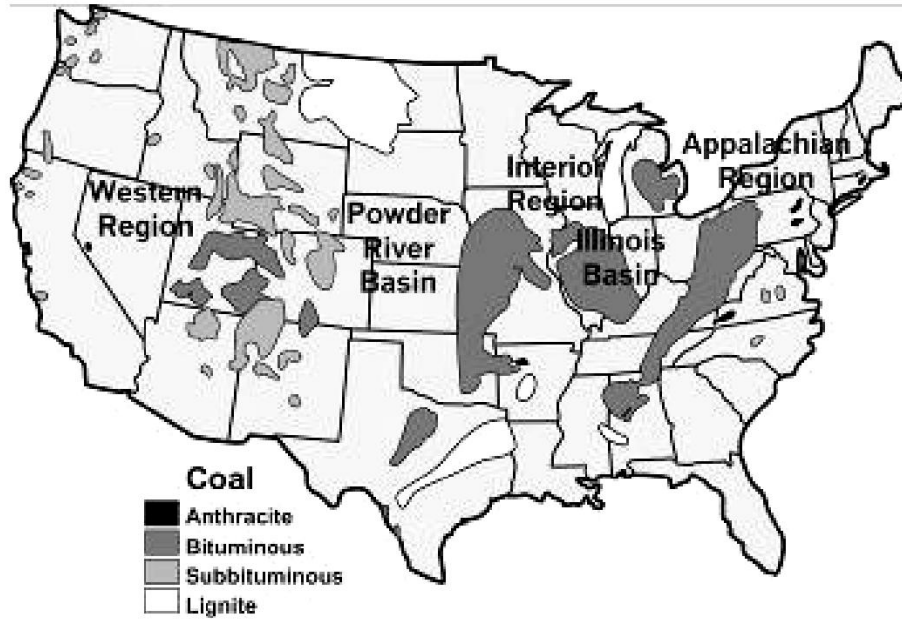 Western
Region
Powder
River
Basin
Interior
Region
Illinois
Basin
Appalachian
Region
Coal
Anthracite
Bituminous
Subbituminous
Lignite